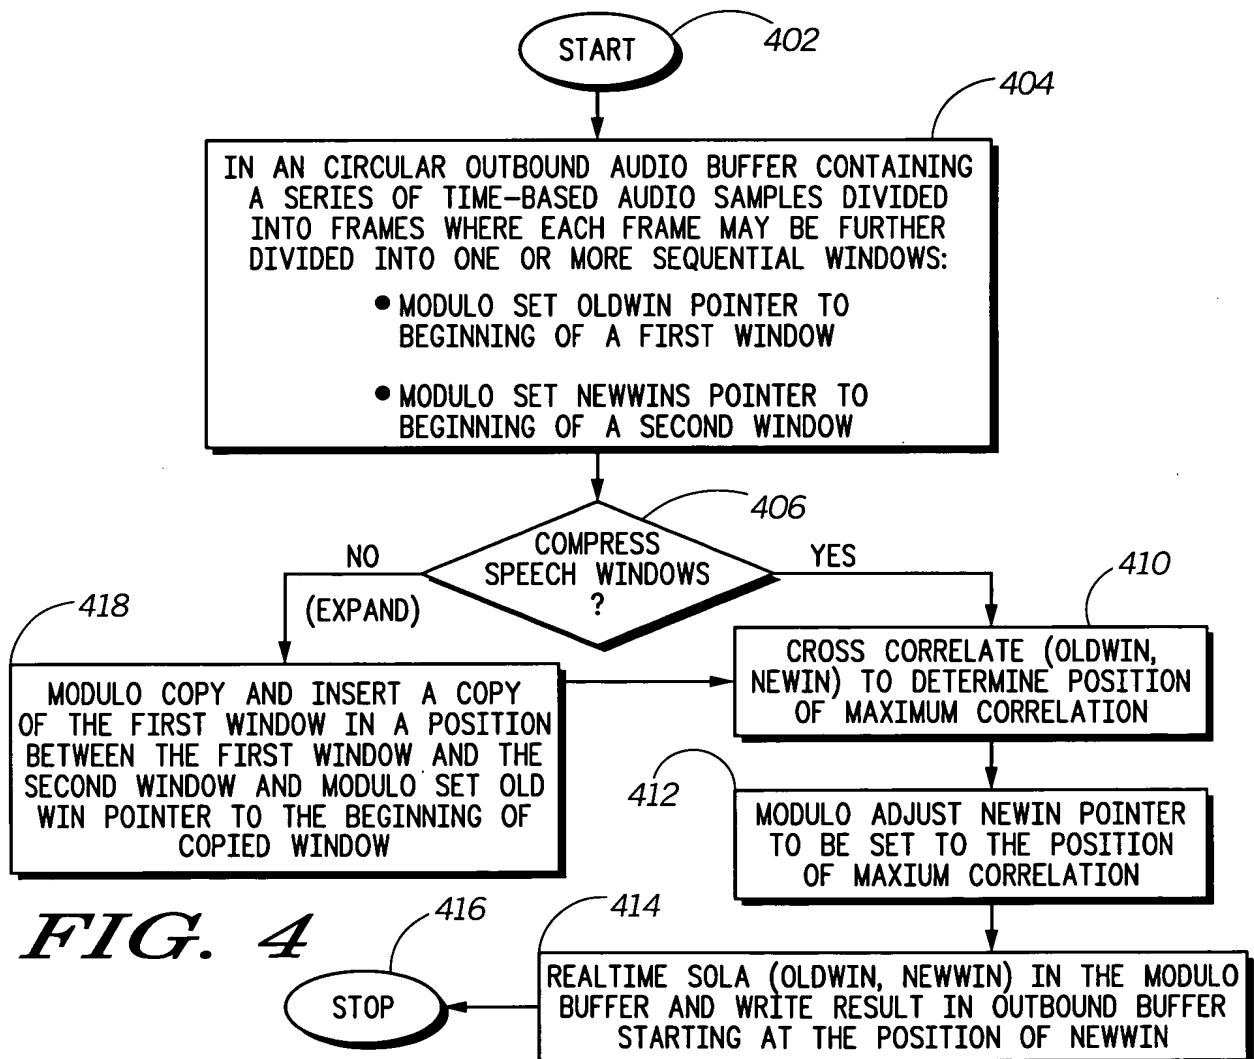 START
402
404
IN AN CIRCULAR OUTBOUND AUDIO BUFFER CONTAINING
A SERIES OF TIME-BASED AUDIO SAMPLES DIVIDED
INTO FRAMES WHERE EACH FRAME MAY BE FURTHER
DIVIDED INTO ONE OR MORE SEQUENTIAL WINDOWS:
• MODULO SET OLDWIN POINTER TO
BEGINNING OF A FIRST WINDOW
• MODULO SET NEWWINS POINTER TO
BEGINNING OF A SECOND WINDOW
406
COMPRESS
SPEECH WINDOWS
?
NO
(EXPAND)
YES
418
MODULO COPY AND INSERT A COPY
OF THE FIRST WINDOW IN A POSITION
BETWEEN THE FIRST WINDOW AND THE
SECOND WINDOW AND MODULO SET OLD
WIN POINTER TO THE BEGINNING OF
COPIED WINDOW
410
CROSS CORRELATE (OLDWIN,
NEWIN) TO DETERMINE POSITION
OF MAXIMUM CORRELATION
412
MODULO ADJUST NEWIN POINTER
TO BE SET TO THE POSITION
OF MAXIUM CORRELATION
414
REALTIME SOLA (OLDWIN, NEWWIN) IN THE MODULO
BUFFER AND WRITE RESULT IN OUTBOUND BUFFER
STARTING AT THE POSITION OF NEWWIN
416
STOP
FIG. 4